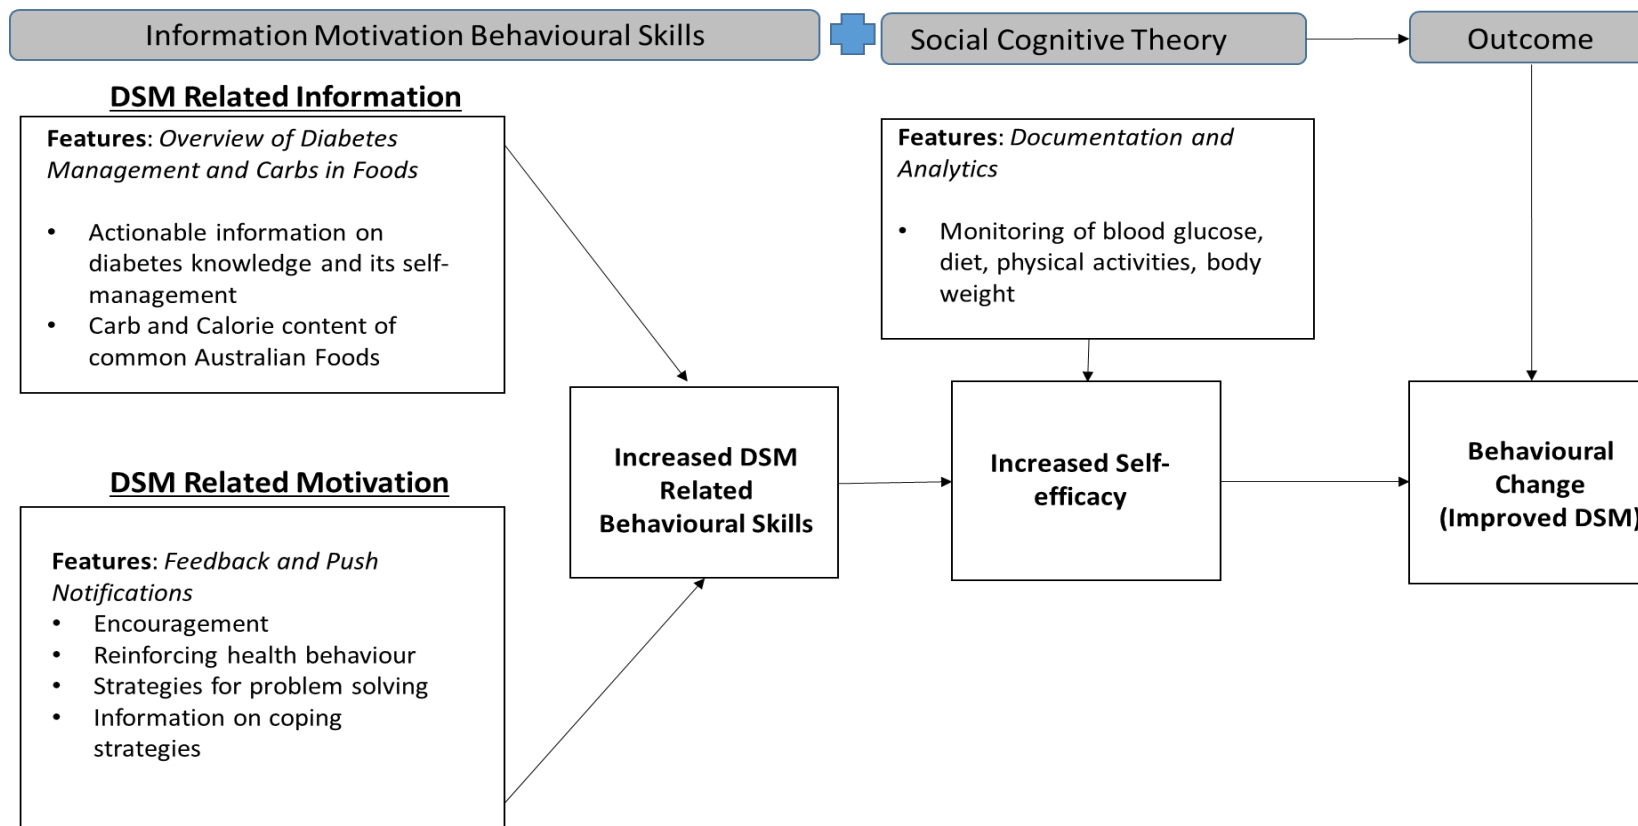 Information Motivation Behavioural Skills
Social Cognitive Theory
Outcome
DSM Related Information
Features: Overview of Diabetes
Management and Carbs in Foods
• Actionable information on
diabetes knowledge and its self-
management
• Carb and Calorie content of
common Australian Foods
DSM Related Motivation
Features: Feedback and Push
Notifications
• Encouragement
• Reinforcing health behaviour
• Strategies for problem solving
• Information on coping
strategies
Increased DSM
Related
Behavioural Skills
Features: Documentation and
Analytics
• Monitoring of blood glucose,
diet, physical activities, body
weight
Increased Self-
efficacy
Behavioural
Change
(Improved DSM)